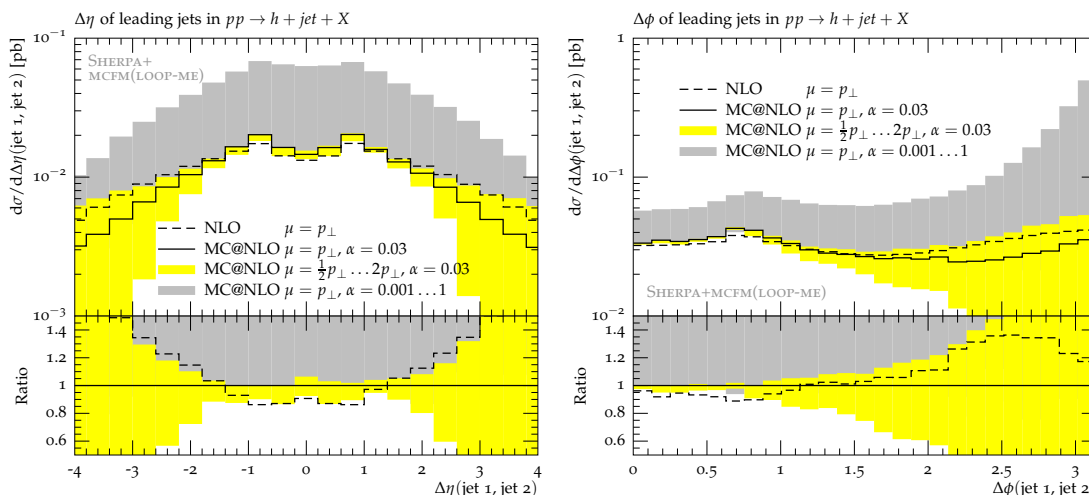 Δη of leading jets in pp → h + jet + X
SHERPA+
MCFM(LOOP-ME)
NLO μ = p⊥
MC@NLO μ = p⊥, α = 0.03
MC@NLO μ = ½p⊥ … 2p⊥, α = 0.03
MC@NLO μ = p⊥, α = 0.001 … 1
10⁻¹
10⁻²
10⁻³
dσ/dΔη(jet 1, jet 2) [pb]
1.4
1.2
1
0.8
0.6
Ratio
-4 -3 -2 -1 0 1 2 3 4
Δη(jet 1, jet 2)
Δφ of leading jets in pp → h + jet + X
NLO μ = p⊥
MC@NLO μ = p⊥, α = 0.03
MC@NLO μ = ½p⊥ … 2p⊥, α = 0.03
MC@NLO μ = p⊥, α = 0.001 … 1
SHERPA+MCFM(LOOP-ME)
1
10⁻¹
10⁻²
dσ/dΔφ(jet 1, jet 2) [pb]
1.4
1.2
1
0.8
0.6
Ratio
0 0.5 1 1.5 2 2.5 3
Δφ(jet 1, jet 2